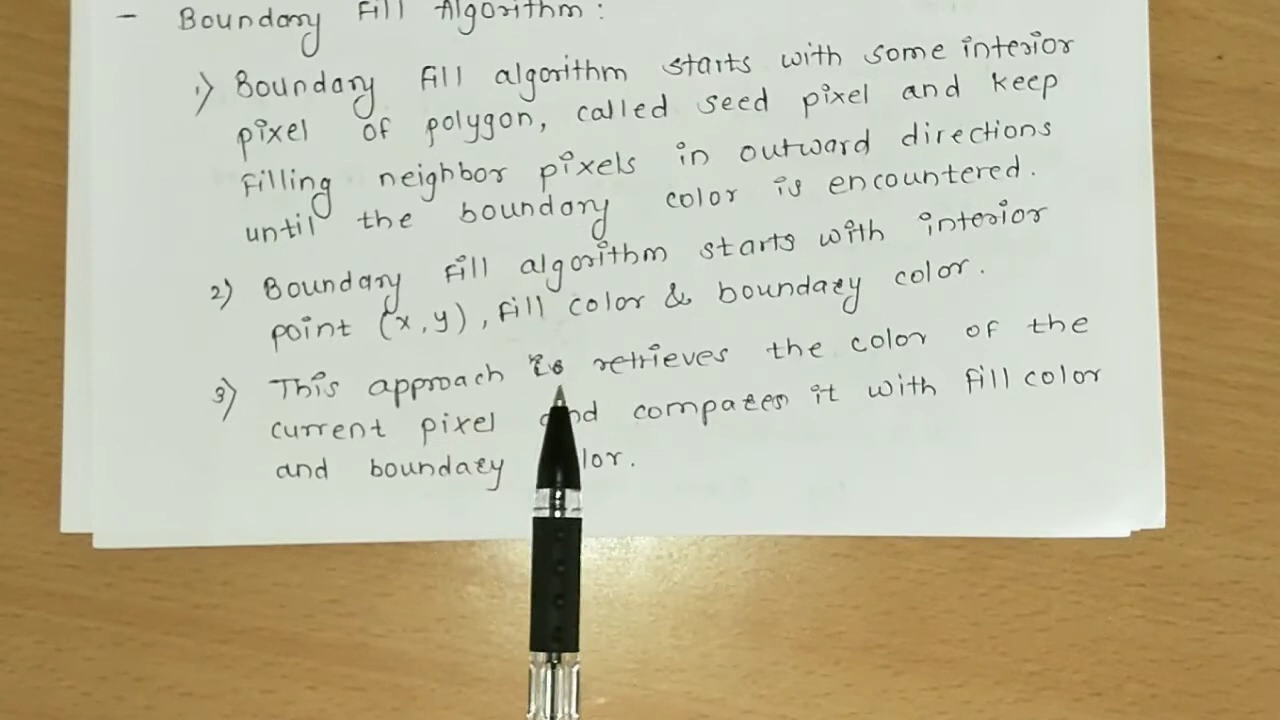 - Boundary Fill Algorithm:
1) Boundary fill algorithm starts with some interior
pixel of polygon, called seed pixel and keep
filling neighbor pixels in outward directions
until the boundary color is encountered.
2) Boundary fill algorithm starts with interior
point (x,y), fill color & boundary color.
3) This approach is retrieves the color of the
current pixel and compares it with fill color
and boundary lor.